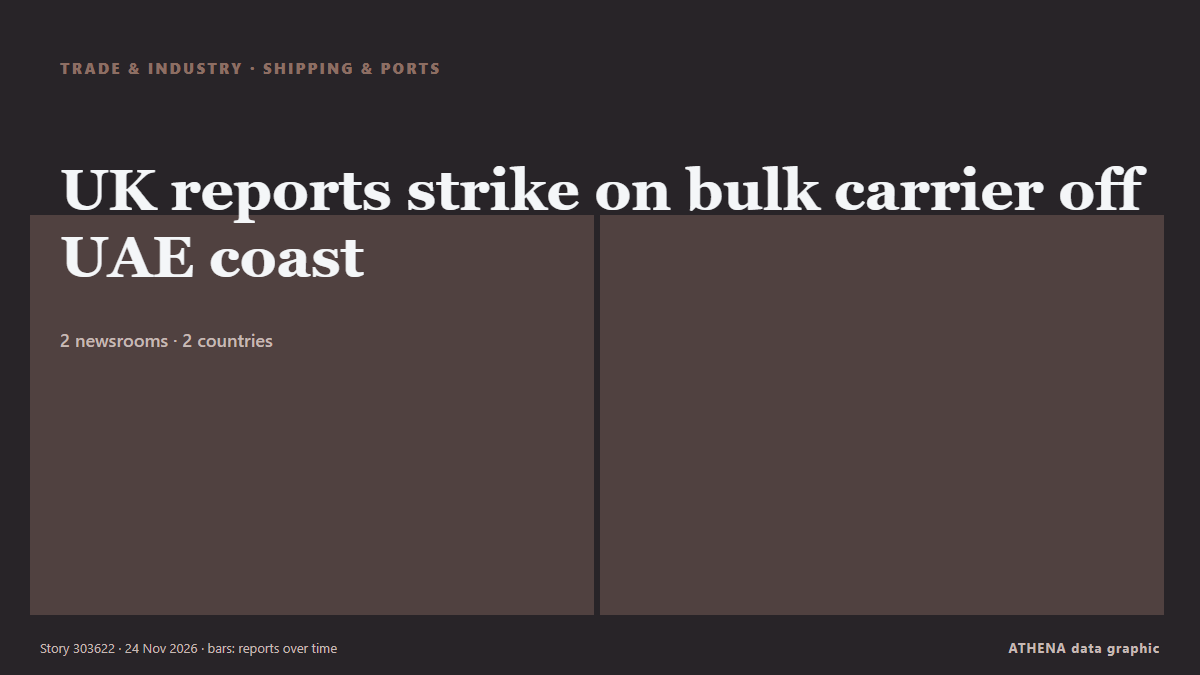 TRADE & INDUSTRY · SHIPPING & PORTS
UK reports strike on bulk carrier off
UAE coast
2 newsrooms · 2 countries
Story 303622 · 24 Nov 2026 · bars: reports over time
ATHENA data graphic